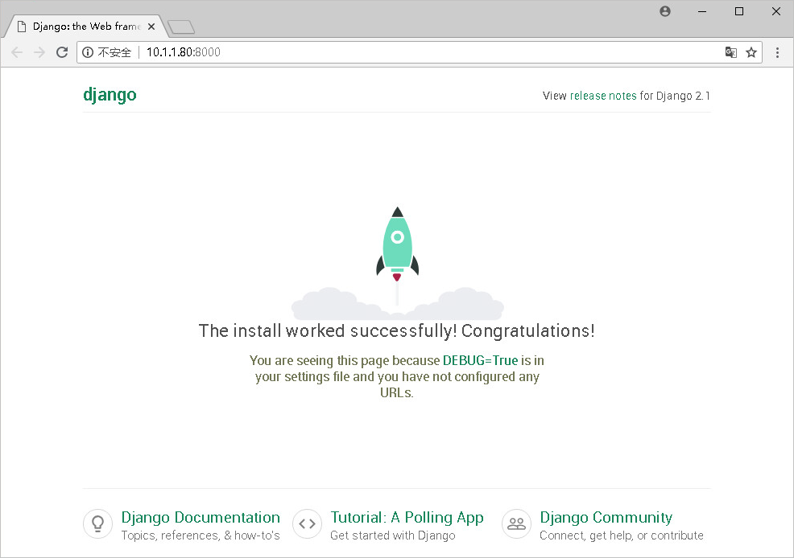 Django: the Web frame
不安全 | 10.1.1.80:8000
django
View release notes for Django 2.1
The install worked successfully! Congratulations!
You are seeing this page because DEBUG=True is in
your settings file and you have not configured any
URLs.
Django Documentation
Topics, references, & how-to's
Tutorial: A Polling App
Get started with Django
Django Community
Connect, get help, or contribute